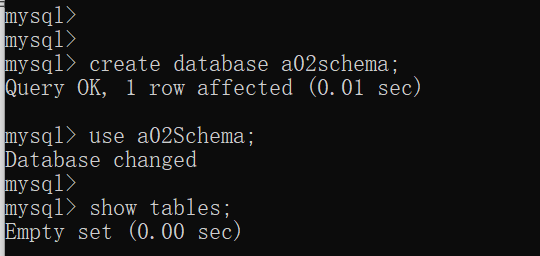 mysql>
mysql>
mysql> create database a02schema;
Query OK, 1 row affected (0.01 sec)
mysql> use a02Schema;
Database changed
mysql>
mysql> show tables;
Empty set (0.00 sec)